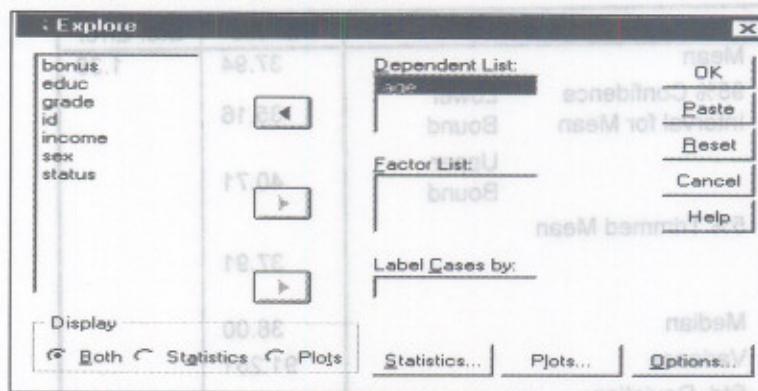 Explore
bonus
educ
grade
id
income
sex
status
Dependent List:
age
Factor List:
Label Cases by:
OK
Paste
Reset
Cancel
Help
Display
Both Statistics Plots
Statistics... Plots... Options...
Mean 37.94
95% Confidence Interval for Mean
Lower Bound 35.16
Upper Bound 40.71
5% Trimmed Mean 37.91
Median 36.00